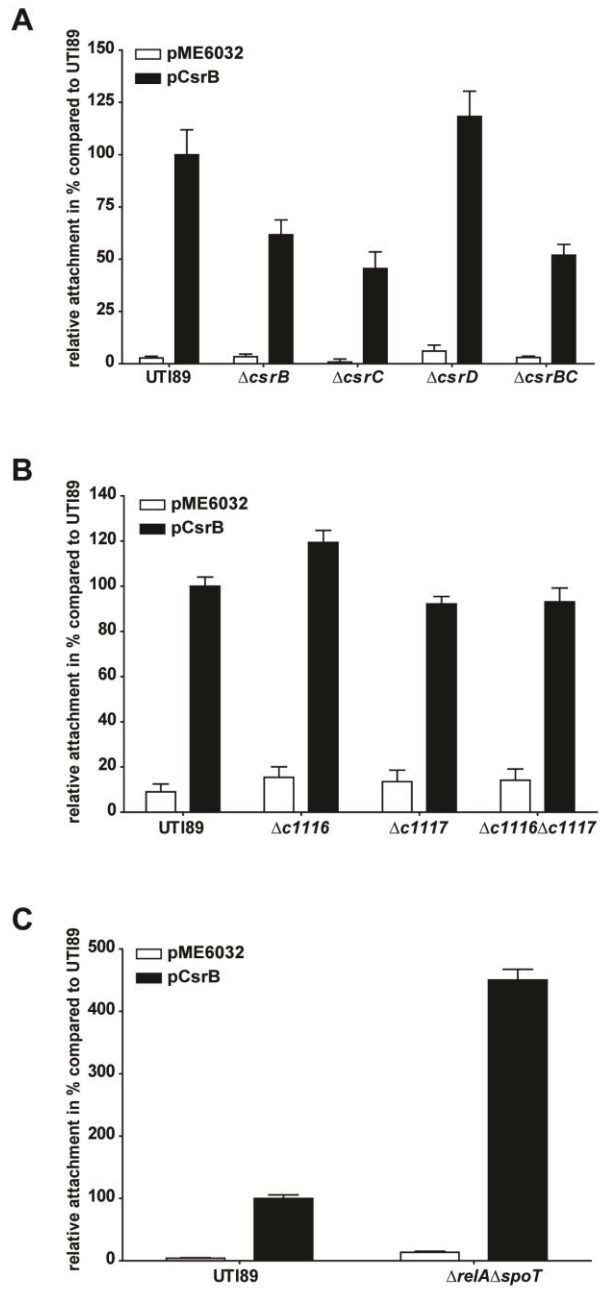 A
relative attachment in % compared to UTI89
150
125
100
75
50
25
0
pME6032
pCsrB
UTI89
ΔcsrB
ΔcsrC
ΔcsrD
ΔcsrBC
B
relative attachment in % compared to UTI89
140
120
100
80
60
40
20
0
pME6032
pCsrB
UTI89
Δc1116
Δc1117
Δc1116Δc1117
C
relative attachment in % compared to UTI89
500
400
300
200
100
0
pME6032
pCsrB
UTI89
ΔrelAΔspoT